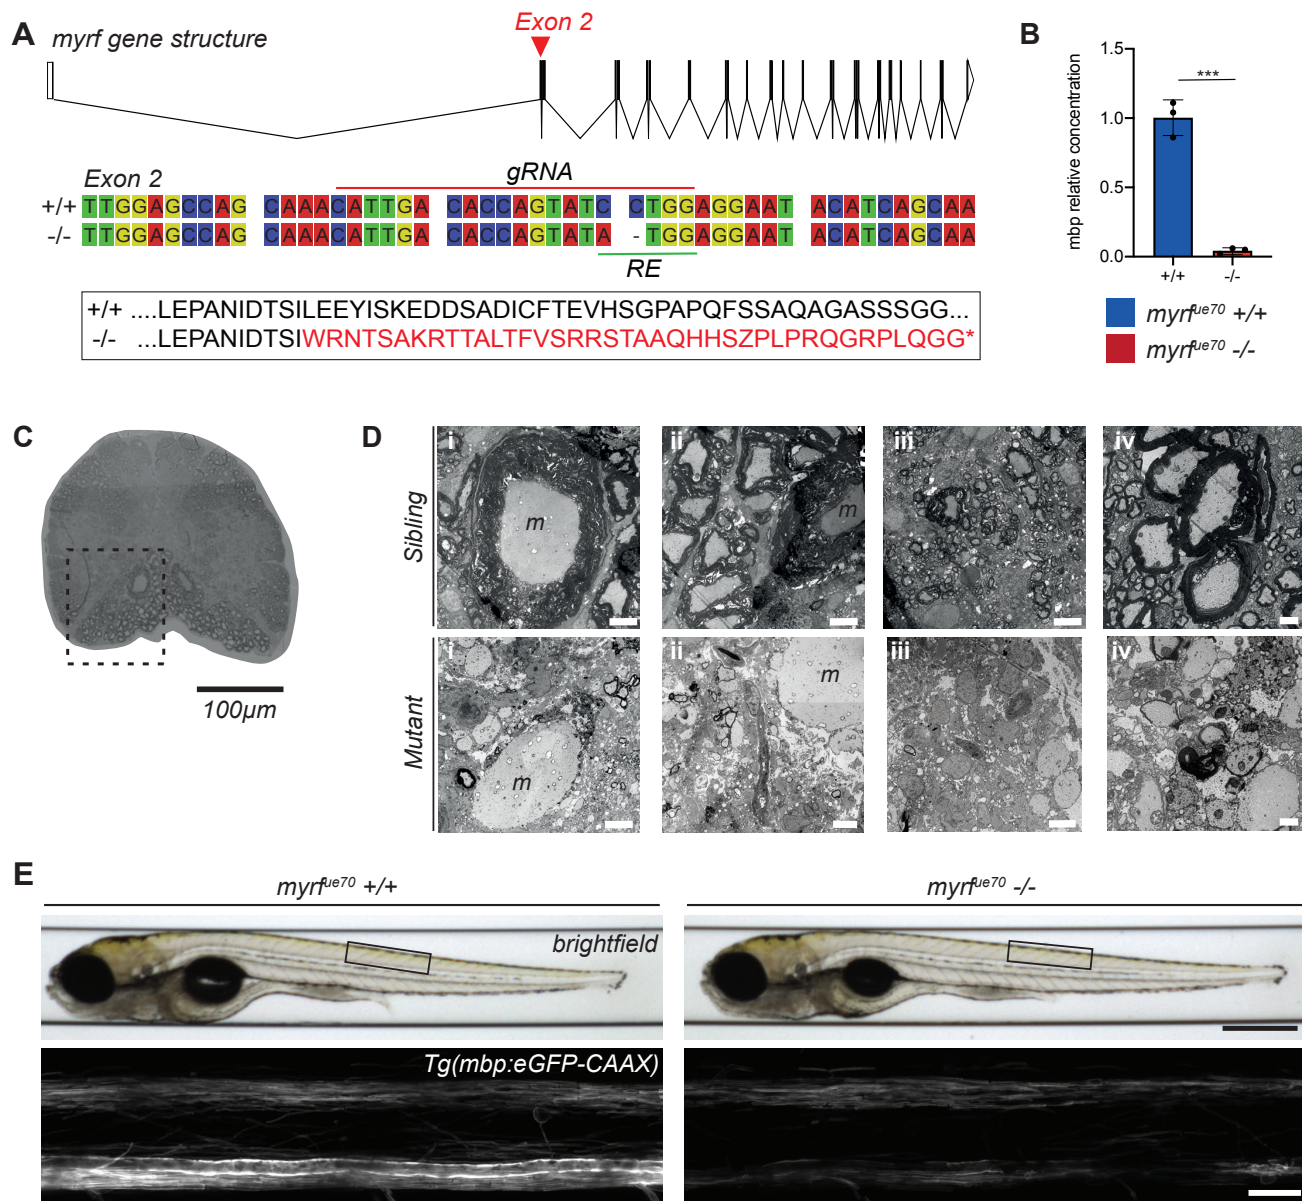 A
myrf gene structure
Exon 2
Exon 2
gRNA
+/+ TTGGAGCCAG CAAACATTGA CACCAGTATC CTGGAGGAAT ACATCAGCAA
-/- TTGGAGCCAG CAAACATTGA CACCAGTATA -TGGAGGAAT ACATCAGCAA
RE
+/+ ....LEPANIDTSILEEYISKEDDSADICFTEVHSGPAPQFSSAQAGASSSGG...
-/- ...LEPANIDTSIWRNTSAKRTTALTFVSRRSTAAQHHSZPLPRQGRPLQGG*
B
mbp relative concentration
1.5
1.0
0.5
0.0
***
+/+ -/-
myrf^ue70 +/+
myrf^ue70 -/-
C
100µm
D
Sibling
i
m
ii
m
iii
iv
Mutant
i
m
ii
m
iii
iv
E
myrf^ue70 +/+
myrf^ue70 -/-
brightfield
Tg(mbp:eGFP-CAAX)